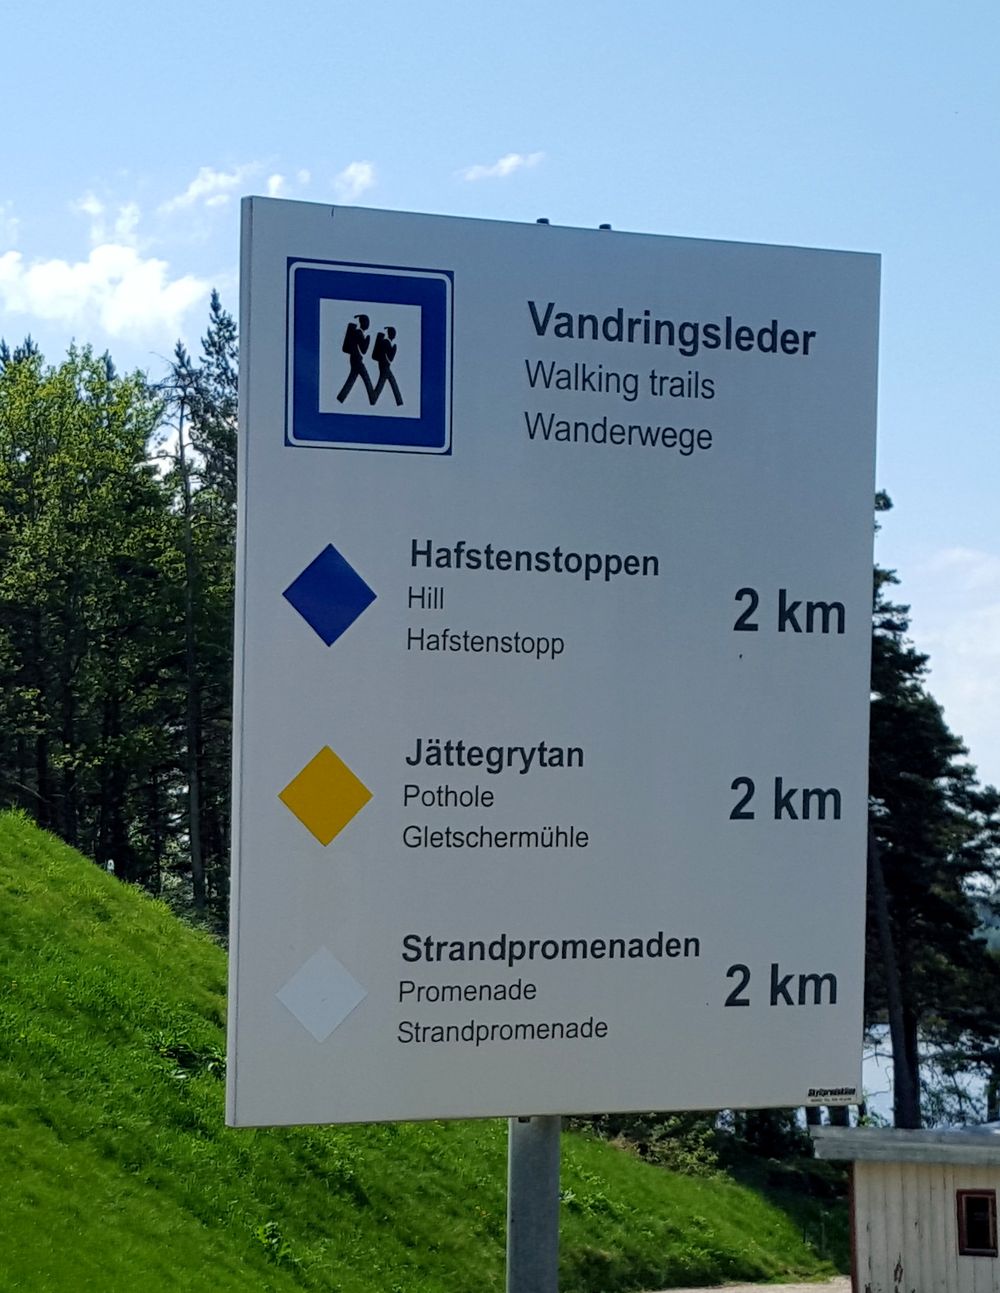 Vandringsleder
Walking trails
Wanderwege
Hafstenstoppen
Hill
Hafstenstopp
2 km
Jättegrytan
Pothole
Gletschermühle
2 km
Strandpromenaden
Promenade
Strandpromenade
2 km